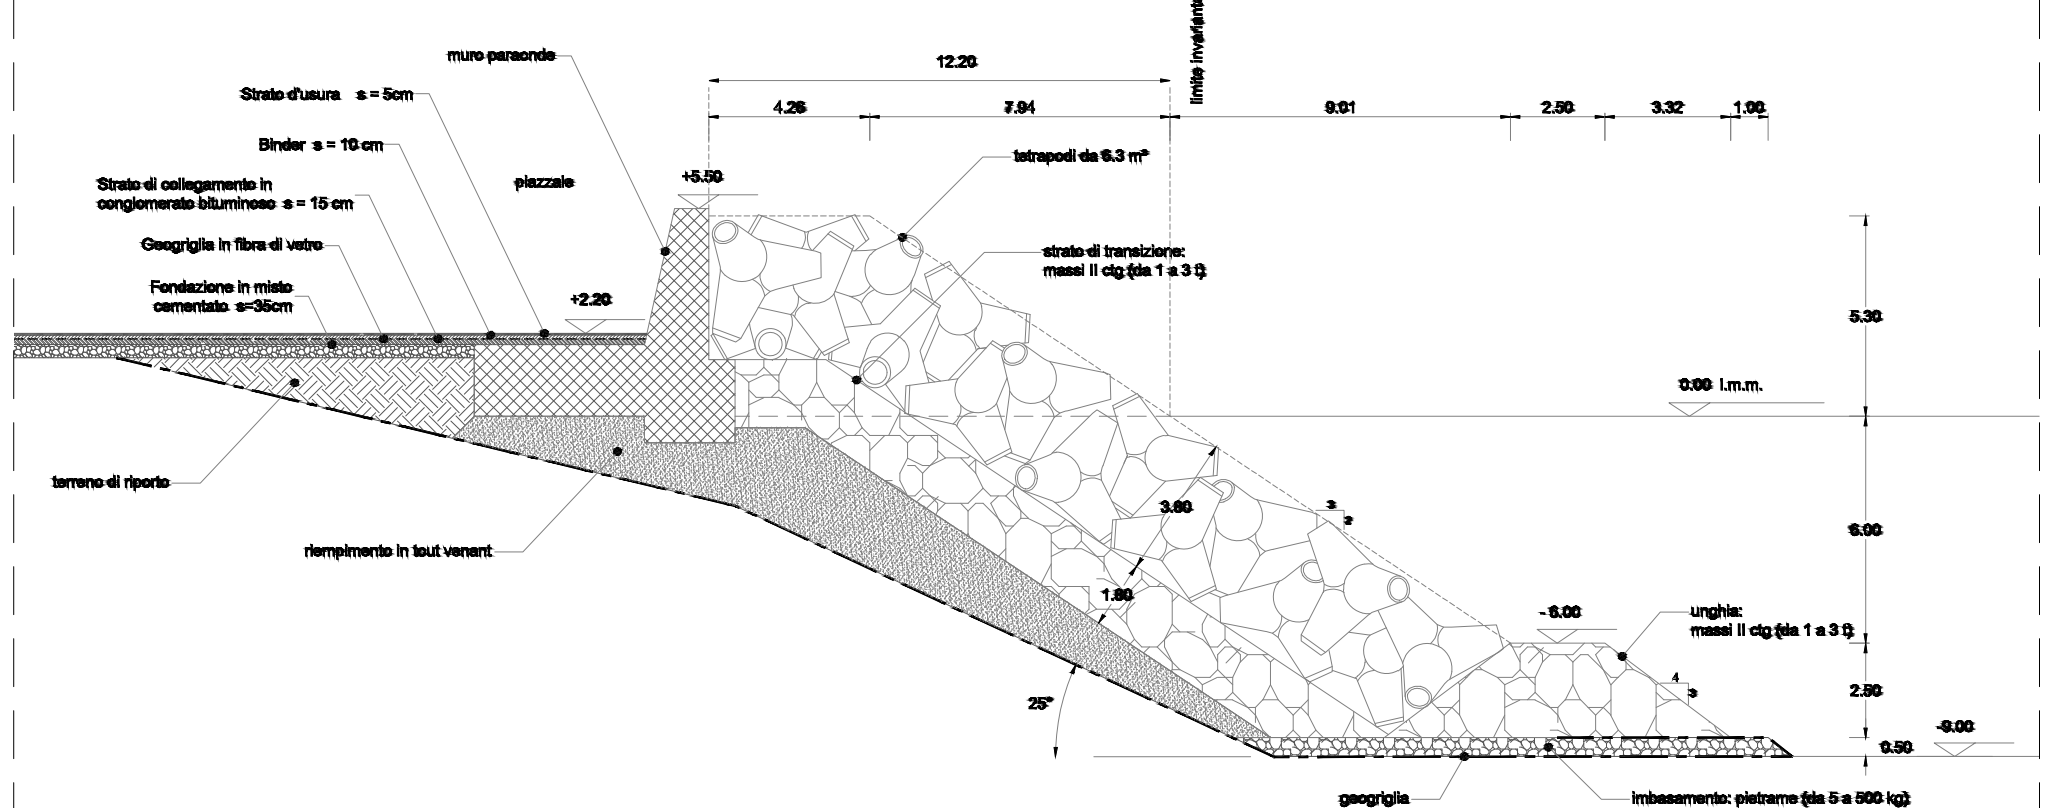 limite invariante
muro paraonde
12.20
Strato d'usura s = 5cm
4.26
7.94
9.01
2.50
3.32
1.00
Binder s = 10 cm
tetrapodi da 6.3 m³
Strato di collegamento in
conglomerato bituminoso s = 15 cm
piazzale
+5.50
Geogriglia in fibra di vetro
strato di transizione:
massi II ctg (da 1 a 3 t)
Fondazione in misto
cementato s=35cm
+2.20
5.30
0.00 l.m.m.
terreno di riporto
3.80
3
2
6.00
riempimento in tout venant
1.80
- 6.00
unghia:
massi II ctg (da 1 a 3 t)
25°
4
3
2.50
-9.00
0.50
geogriglia
imbasamento: pietrame (da 5 a 500 kg)